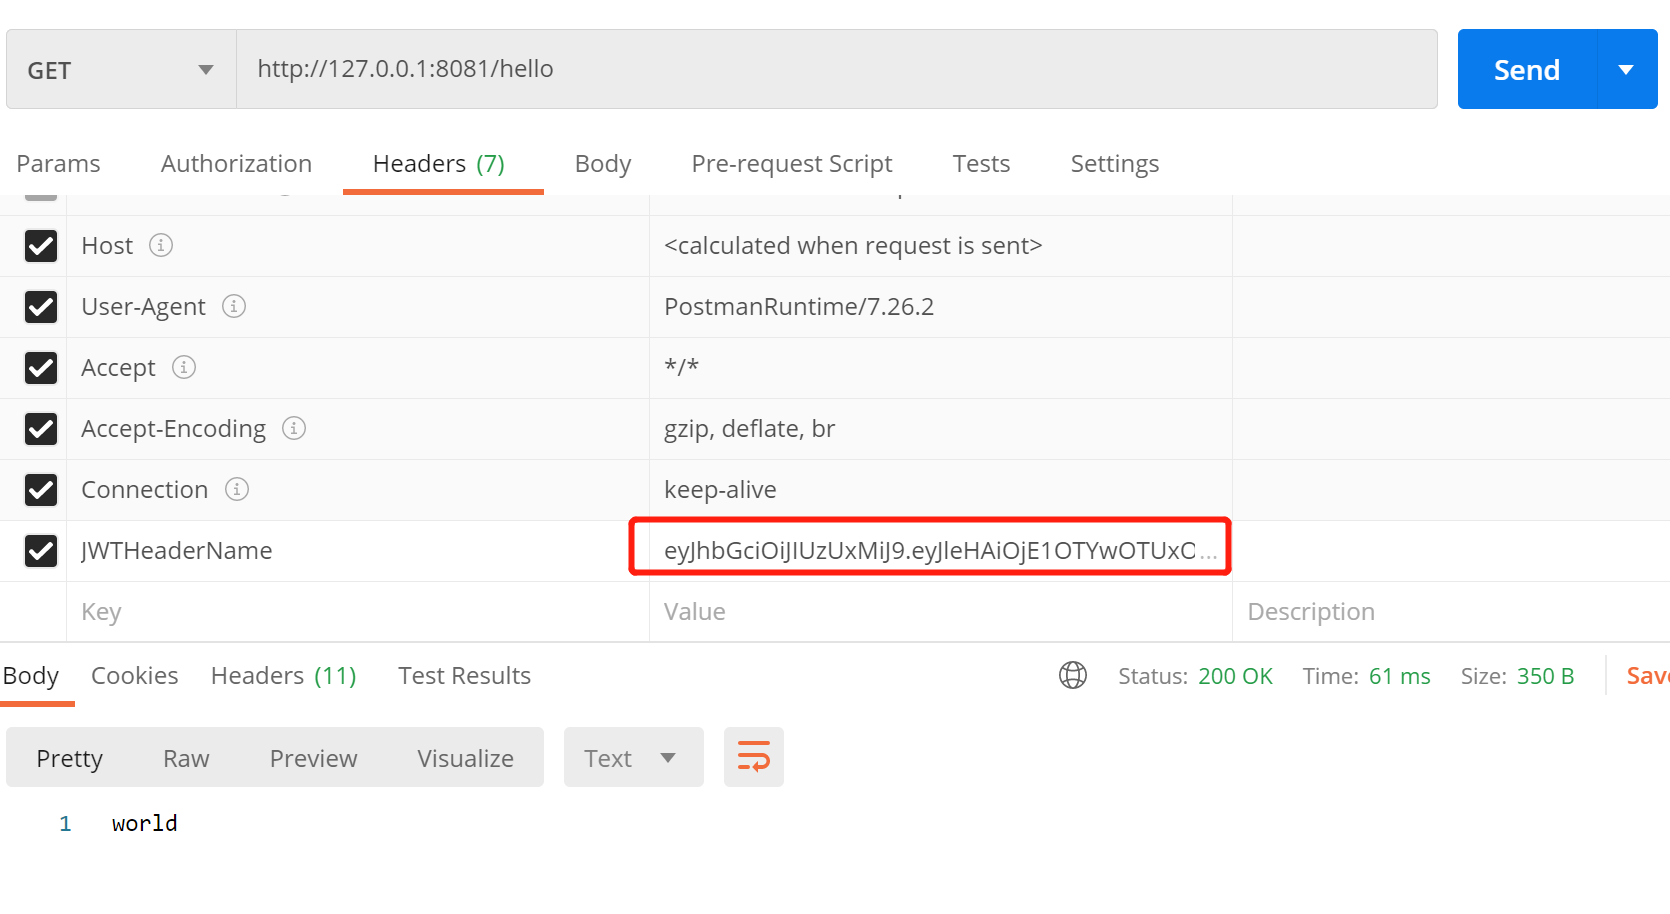 GET http://127.0.0.1:8081/hello Send
Params Authorization Headers (7) Body Pre-request Script Tests Settings
Host <calculated when request is sent>
User-Agent PostmanRuntime/7.26.2
Accept */*
Accept-Encoding gzip, deflate, br
Connection keep-alive
JWTHeaderName eyJhbGciOiJIUzUxMiJ9.eyJleHAiOjE1OTYwOTUxO...
Key Value Description
Body Cookies Headers (11) Test Results Status: 200 OK Time: 61 ms Size: 350 B Save
Pretty Raw Preview Visualize Text
1 world